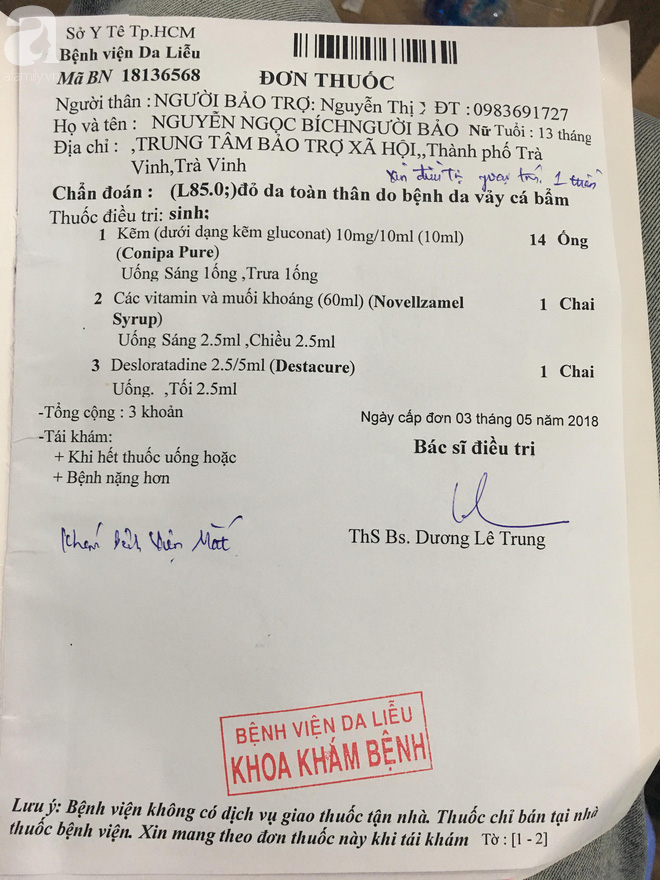 Sở Y Tế Tp.HCM
Bệnh viện Da Liễu
Mã BN 18136568
ĐƠN THUỐC
Người thân : NGƯỜI BẢO TRỢ: Nguyễn Thị ĐT : 0983691727
Họ và tên : NGUYỄN NGỌC BÍCHNGƯỜI BẢO Nữ Tuổi : 13 tháng
Địa chỉ : ,TRUNG TÂM BẢO TRỢ XÃ HỘI,,Thành phố Trà
Vinh,Trà Vinh
1 tuần
Chẩn đoán : (L85.0;)đỏ da toàn thân do bệnh da vảy cá bẩm
Thuốc điều trị: sinh;
1 Kẽm (dưới dạng kẽm gluconat) 10mg/10ml (10ml) 14 Ống
(Conipa Pure)
Uống Sáng 1ống ,Trưa 1ống
2 Các vitamin và muối khoáng (60ml) (Novellzamel 1 Chai
Syrup)
Uống Sáng 2.5ml ,Chiều 2.5ml
3 Desloratadine 2.5/5ml (Destacure) 1 Chai
Uống. ,Tối 2.5ml
-Tổng cộng : 3 khoản
Ngày cấp đơn 03 tháng 05 năm 2018
-Tái khám:
Bác sĩ điều trị
+ Khi hết thuốc uống hoặc
+ Bệnh nặng hơn
Khám Bệnh Viện Mắt
ThS Bs. Dương Lê Trung
BỆNH VIỆN DA LIỄU
KHOA KHÁM BỆNH
Lưu ý: Bệnh viện không có dịch vụ giao thuốc tận nhà. Thuốc chỉ bán tại nhà
thuốc bệnh viện. Xin mang theo đơn thuốc này khi tái khám Tờ : [1 - 2]